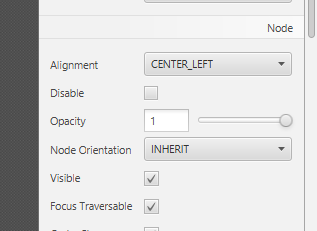 Node
Alignment CENTER_LEFT
Disable
Opacity 1
Node Orientation INHERIT
Visible
Focus Traversable